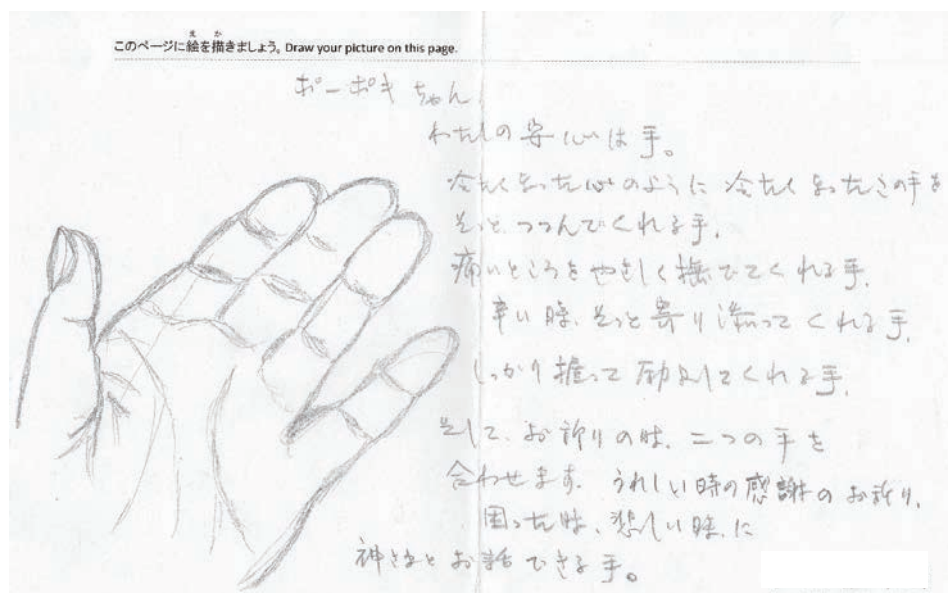 このページに絵を描きましょう。Draw your picture on this page.
ポーポキちゃん、
わたしの安心は手。
冷たくなった心のように冷たくなったこの手を
そっとつつんでくれる手。
痛いところをやさしく撫でてくれる手。
辛い時、そっと寄り添ってくれる手。
しっかり握って励ましてくれる手。
そして、お祈りの時、二つの手を
合わせます。うれしい時の感謝のお祈り、
困った時、悲しい時、に
神さまとお話できる手。